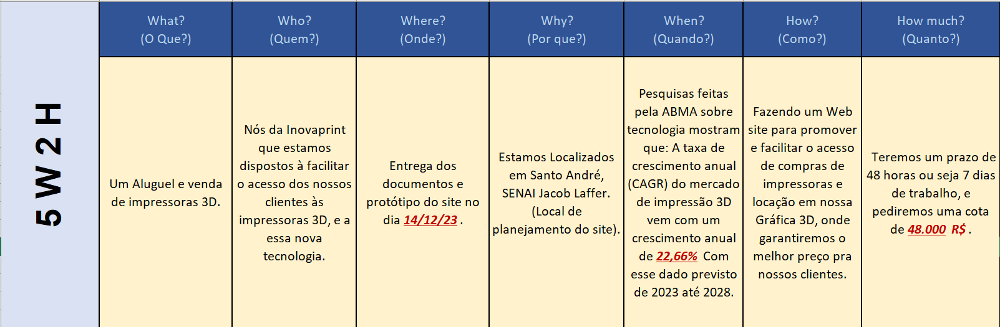 5 W 2 H
What?
(O Que?)
Who?
(Quem?)
Where?
(Onde?)
Why?
(Por que?)
When?
(Quando?)
How?
(Como?)
How much?
(Quanto?)
Um Aluguel e venda
de impressoras 3D.
Nós da Inovaprint
que estamos
dispostos à facilitar
o acesso dos nossos
clientes às
impressoras 3D, e a
essa nova
tecnologia.
Entrega dos
documentos e
protótipo do site no
dia 14/12/23 .
Estamos Localizados
em Santo André,
SENAI Jacob Laffer.
(Local de
planejamento do site).
Pesquisas feitas
pela ABMA sobre
tecnologia mostram
que: A taxa de
crescimento anual
(CAGR) do mercado
de impressão 3D
vem com um
crescimento anual
de 22,66% Com
esse dado previsto
de 2023 até 2028.
Fazendo um Web
site para promover
e facilitar o acesso
de compras de
impressoras e
locação em nossa
Gráfica 3D, onde
garantiremos o
melhor preço pra
nossos clientes.
Teremos um prazo de
48 horas ou seja 7 dias
de trabalho, e
pediremos uma cota
de 48.000 R$ .